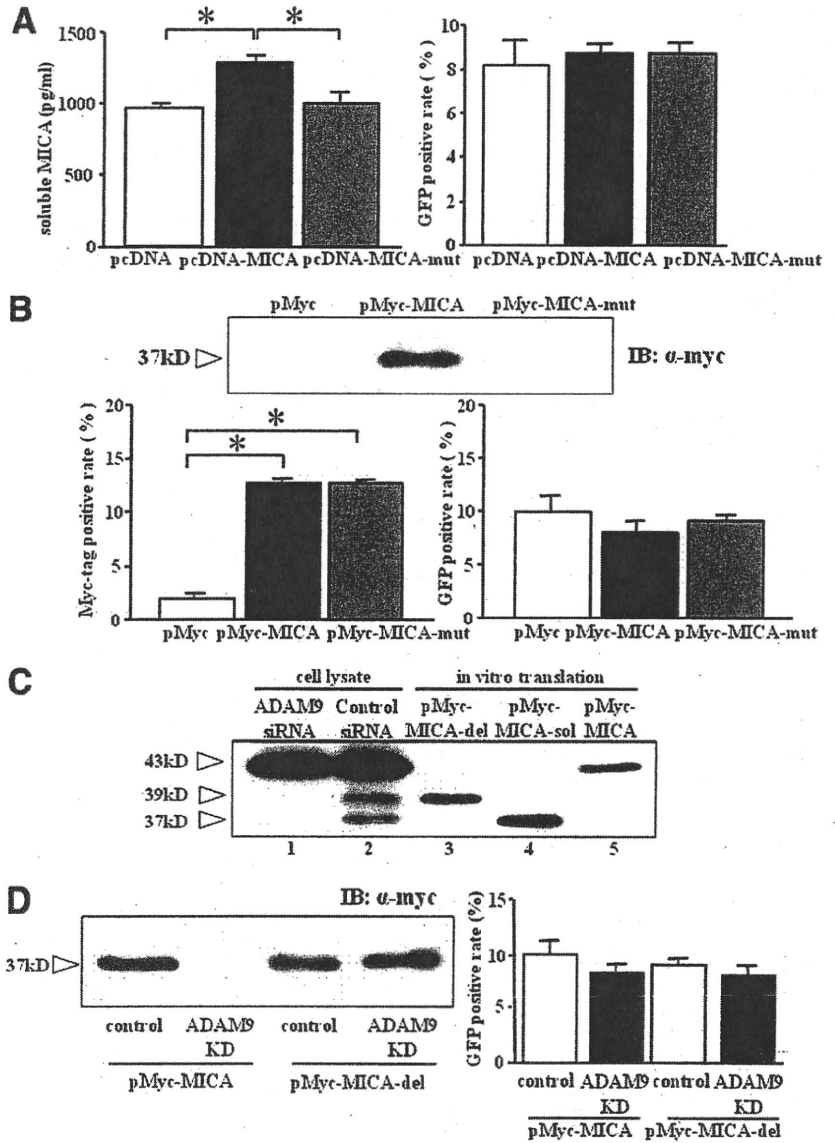 A
*
*
soluble MICA (pg/ml)
1500
1000
500
0
pcDNA pcDNA-MICA pcDNA-MICA-mut
GFP positive rate ( % )
10
8
6
4
2
0
pcDNA pcDNA-MICA pcDNA-MICA-mut
B
pMyc pMyc-MICA pMyc-MICA-mut
37kD
IB: α-myc
Myc-tag positive rate ( % )
20
15
10
5
0
*
*
pMyc pMyc-MICA pMyc-MICA-mut
GFP positive rate ( % )
20
15
10
5
0
pMyc pMyc-MICA pMyc-MICA-mut
C
cell lysate in vitro translation
ADAM9 siRNA
Control siRNA
pMyc-MICA-del
pMyc-MICA-sol
pMyc-MICA
43kD
39kD
37kD
1 2 3 4 5
D
IB: α-myc
37kD
control ADAM9 KD control ADAM9 KD
pMyc-MICA pMyc-MICA-del
GFP positive rate (%)
15
10
5
0
control ADAM9 KD control ADAM9 KD
pMyc-MICA pMyc-MICA-del